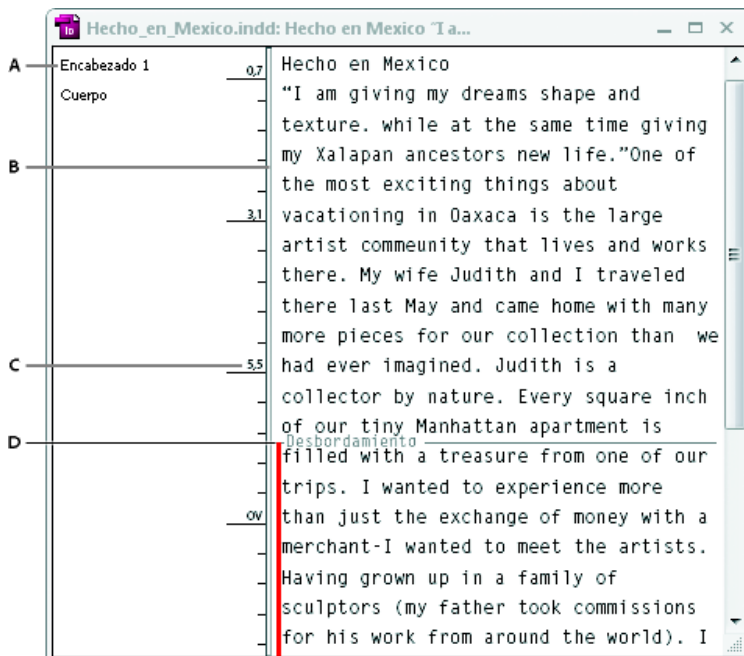 Hecho_en_Mexico.indd: Hecho en Mexico "I a...
A
Encabezado 1
Cuerpo
B
C
D
0,7
3,1
5,5
OV
Hecho en Mexico
“I am giving my dreams shape and
texture. while at the same time giving
my Xalapan ancestors new life.”One of
the most exciting things about
vacationing in Oaxaca is the large
artist commeunity that lives and works
there. My wife Judith and I traveled
there last May and came home with many
more pieces for our collection than  we
had ever imagined. Judith is a
collector by nature. Every square inch
of our tiny Manhattan apartment is
Desbordamiento
filled with a treasure from one of our
trips. I wanted to experience more
than just the exchange of money with a
merchant-I wanted to meet the artists.
Having grown up in a family of
sculptors (my father took commissions
for his work from around the world). I